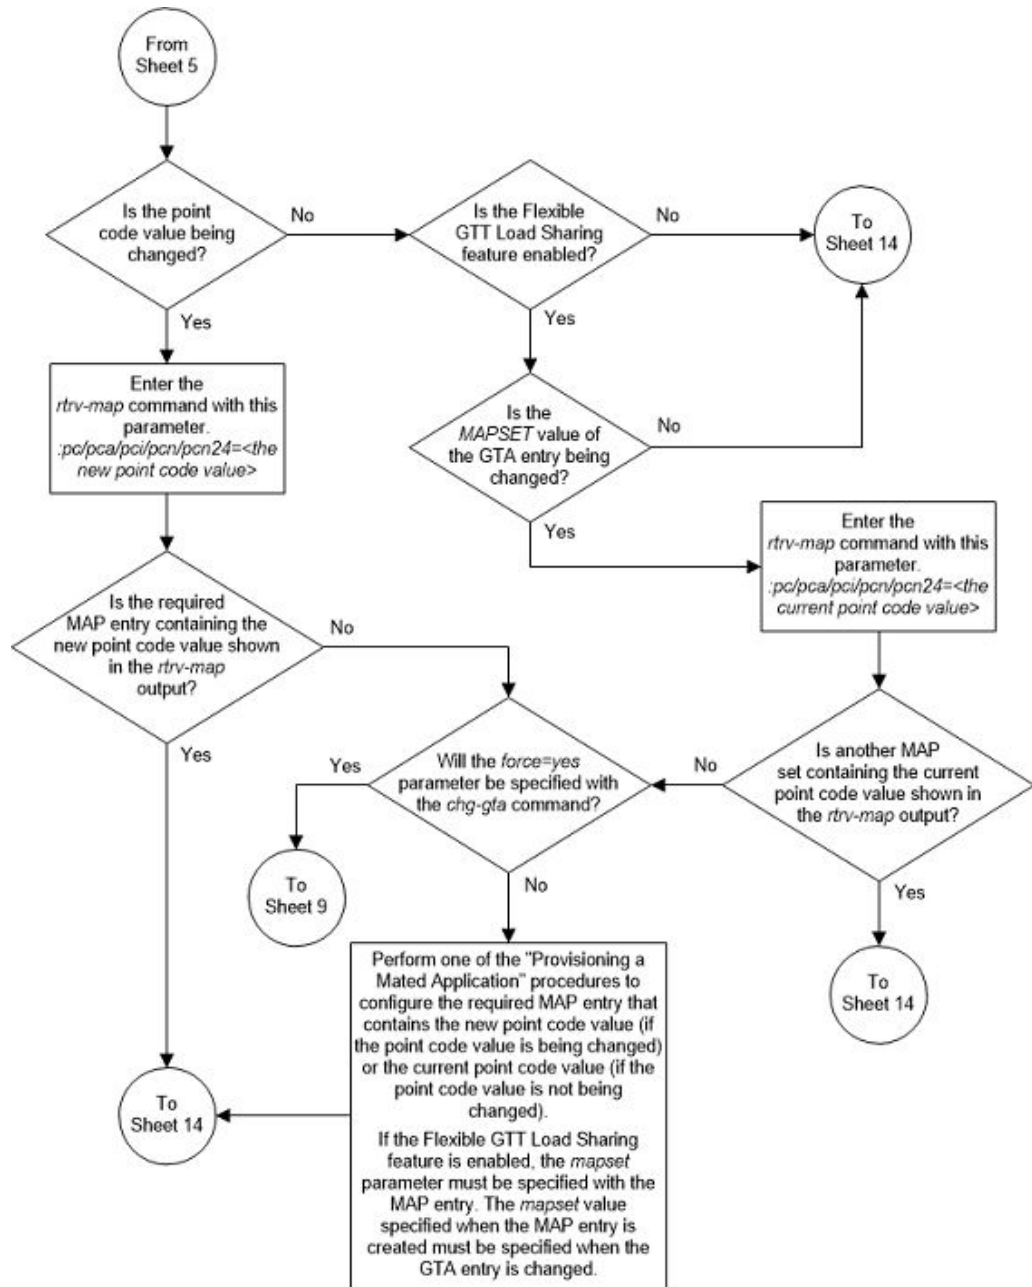 From
Sheet 5
Is the point
code value being
changed?
No
Is the Flexible
GTT Load Sharing
feature enabled?
No
To
Sheet 14
Yes
Yes
Enter the
rtrv-map command with this
parameter.
:pc/pca/pci/pcn/pcn24=<the
new point code value>
Is the
MAPSET value of
the GTA entry being
changed?
No
Yes
Enter the
rtrv-map command with this
parameter.
:pc/pca/pci/pcn/pcn24=<the
current point code value>
Is the required
MAP entry containing the
new point code value shown
in the rtrv-map
output?
No
Yes
Will the force=yes
parameter be specified with
the chg-gta command?
Yes
No
Is another MAP
set containing the current
point code value shown in
the rtrv-map output?
No
Yes
To
Sheet 9
To
Sheet 14
Perform one of the "Provisioning a
Mated Application" procedures to
configure the required MAP entry that
contains the new point code value (if
the point code value is being changed)
or the current point code value (if the
point code value is not being
changed).
If the Flexible GTT Load Sharing
feature is enabled, the mapset
parameter must be specified with the
MAP entry. The mapset value
specified when the MAP entry is
created must be specified when the
GTA entry is changed.
To
Sheet 14